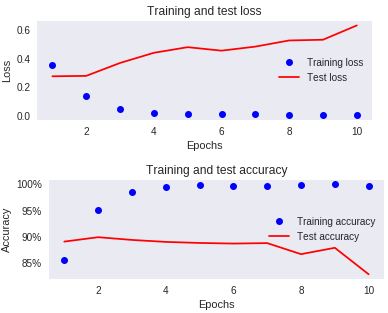 Training and test loss
0.6
0.4
0.2
0.0
Loss
Training loss
Test loss
2 4 6 8 10
Epochs
Training and test accuracy
100%
95%
90%
85%
Accuracy
Training accuracy
Test accuracy
2 4 6 8 10
Epochs